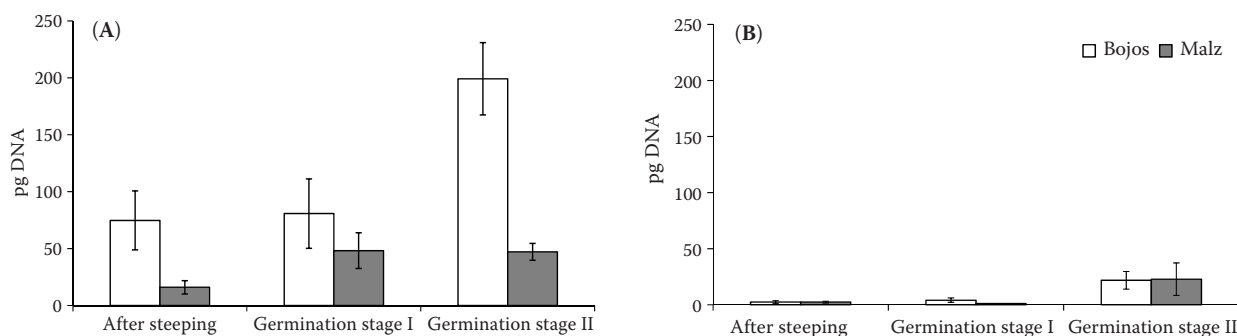 (A)
250
200
150
100
50
0
pg DNA
After steeping Germination stage I Germination stage II
(B)
Bojos Malz
250
200
150
100
50
0
pg DNA
After steeping Germination stage I Germination stage II